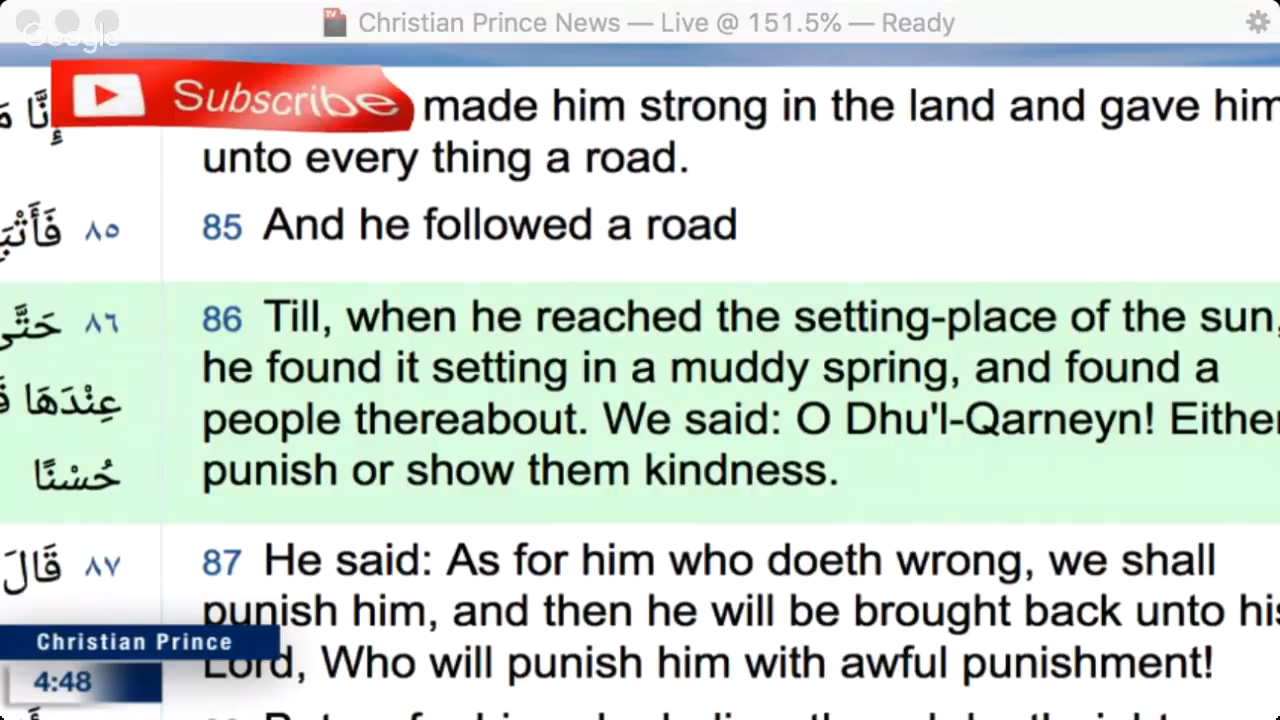 Christian Prince News — Live @ 151.5% — Ready
Google
Subscribe
إِنَّا
made him strong in the land and gave him
unto every thing a road.
٨٥
85 And he followed a road
حَتَّى ٨٦
86 Till, when he reached the setting-place of the sun,
he found it setting in a muddy spring, and found a
عِنْدَهَا
people thereabout. We said: O Dhu'l-Qarneyn! Either
حُسْنًا
punish or show them kindness.
قَالَ ٨٧
87 He said: As for him who doeth wrong, we shall
punish him, and then he will be brought back unto his
Lord, Who will punish him with awful punishment!
Christian Prince
4:48